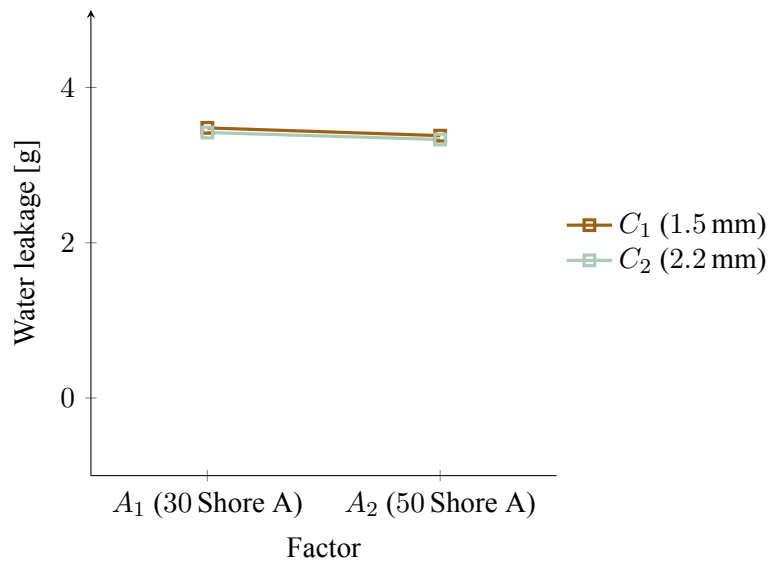 4
2
0
Water leakage [g]
A₁ (30 Shore A)
A₂ (50 Shore A)
Factor
C₁ (1.5 mm)
C₂ (2.2 mm)